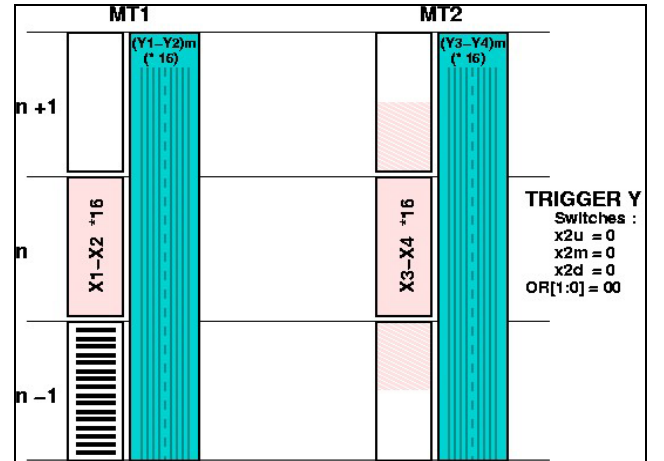 MT1
MT2
(Y1-Y2)m
(* 16)
(Y3-Y4)m
(* 16)
n +1
n
X1-X2 *16
X3-X4 *16
TRIGGER Y
Switches :
x2u = 0
x2m = 0
x2d = 0
OR[1:0] = 00
n -1